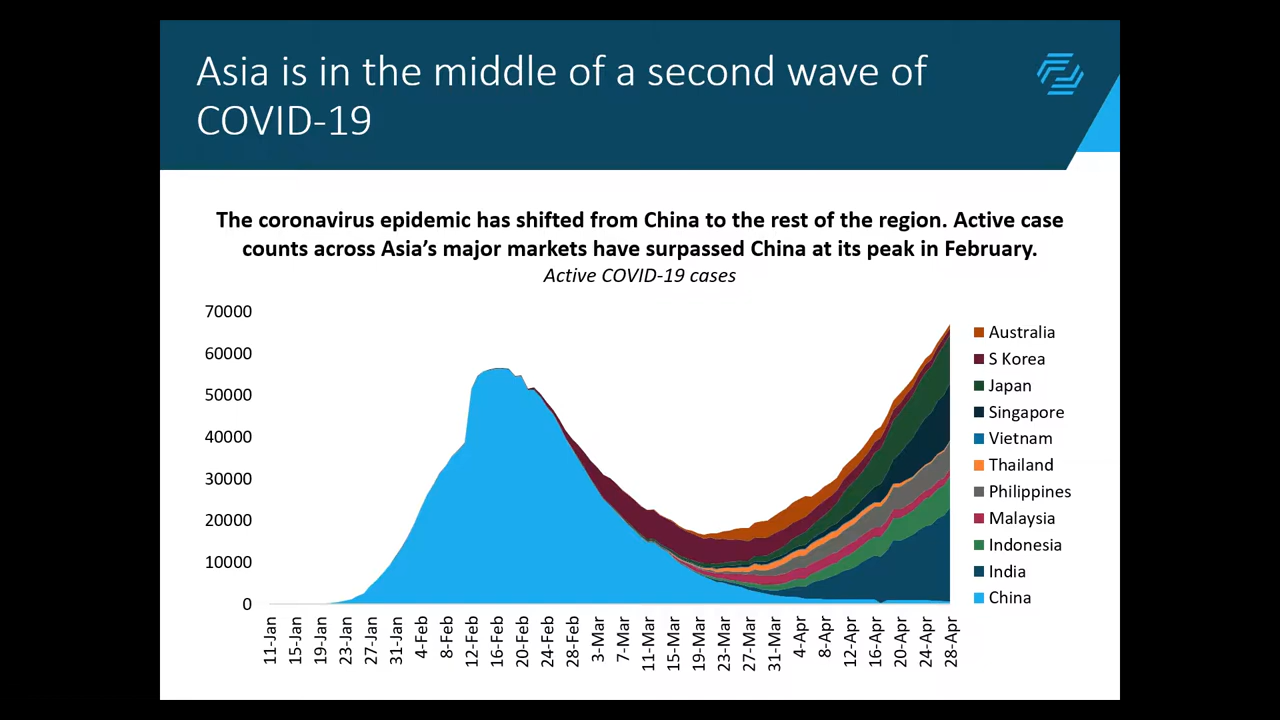 Asia is in the middle of a second wave of
COVID-19
The coronavirus epidemic has shifted from China to the rest of the region. Active case
counts across Asia’s major markets have surpassed China at its peak in February.
Active COVID-19 cases
70000
60000
50000
40000
30000
20000
10000
0
11-Jan
15-Jan
19-Jan
23-Jan
27-Jan
31-Jan
4-Feb
8-Feb
12-Feb
16-Feb
20-Feb
24-Feb
28-Feb
3-Mar
7-Mar
11-Mar
15-Mar
19-Mar
23-Mar
27-Mar
31-Mar
4-Apr
8-Apr
12-Apr
16-Apr
20-Apr
24-Apr
28-Apr
Australia
S Korea
Japan
Singapore
Vietnam
Thailand
Philippines
Malaysia
Indonesia
India
China